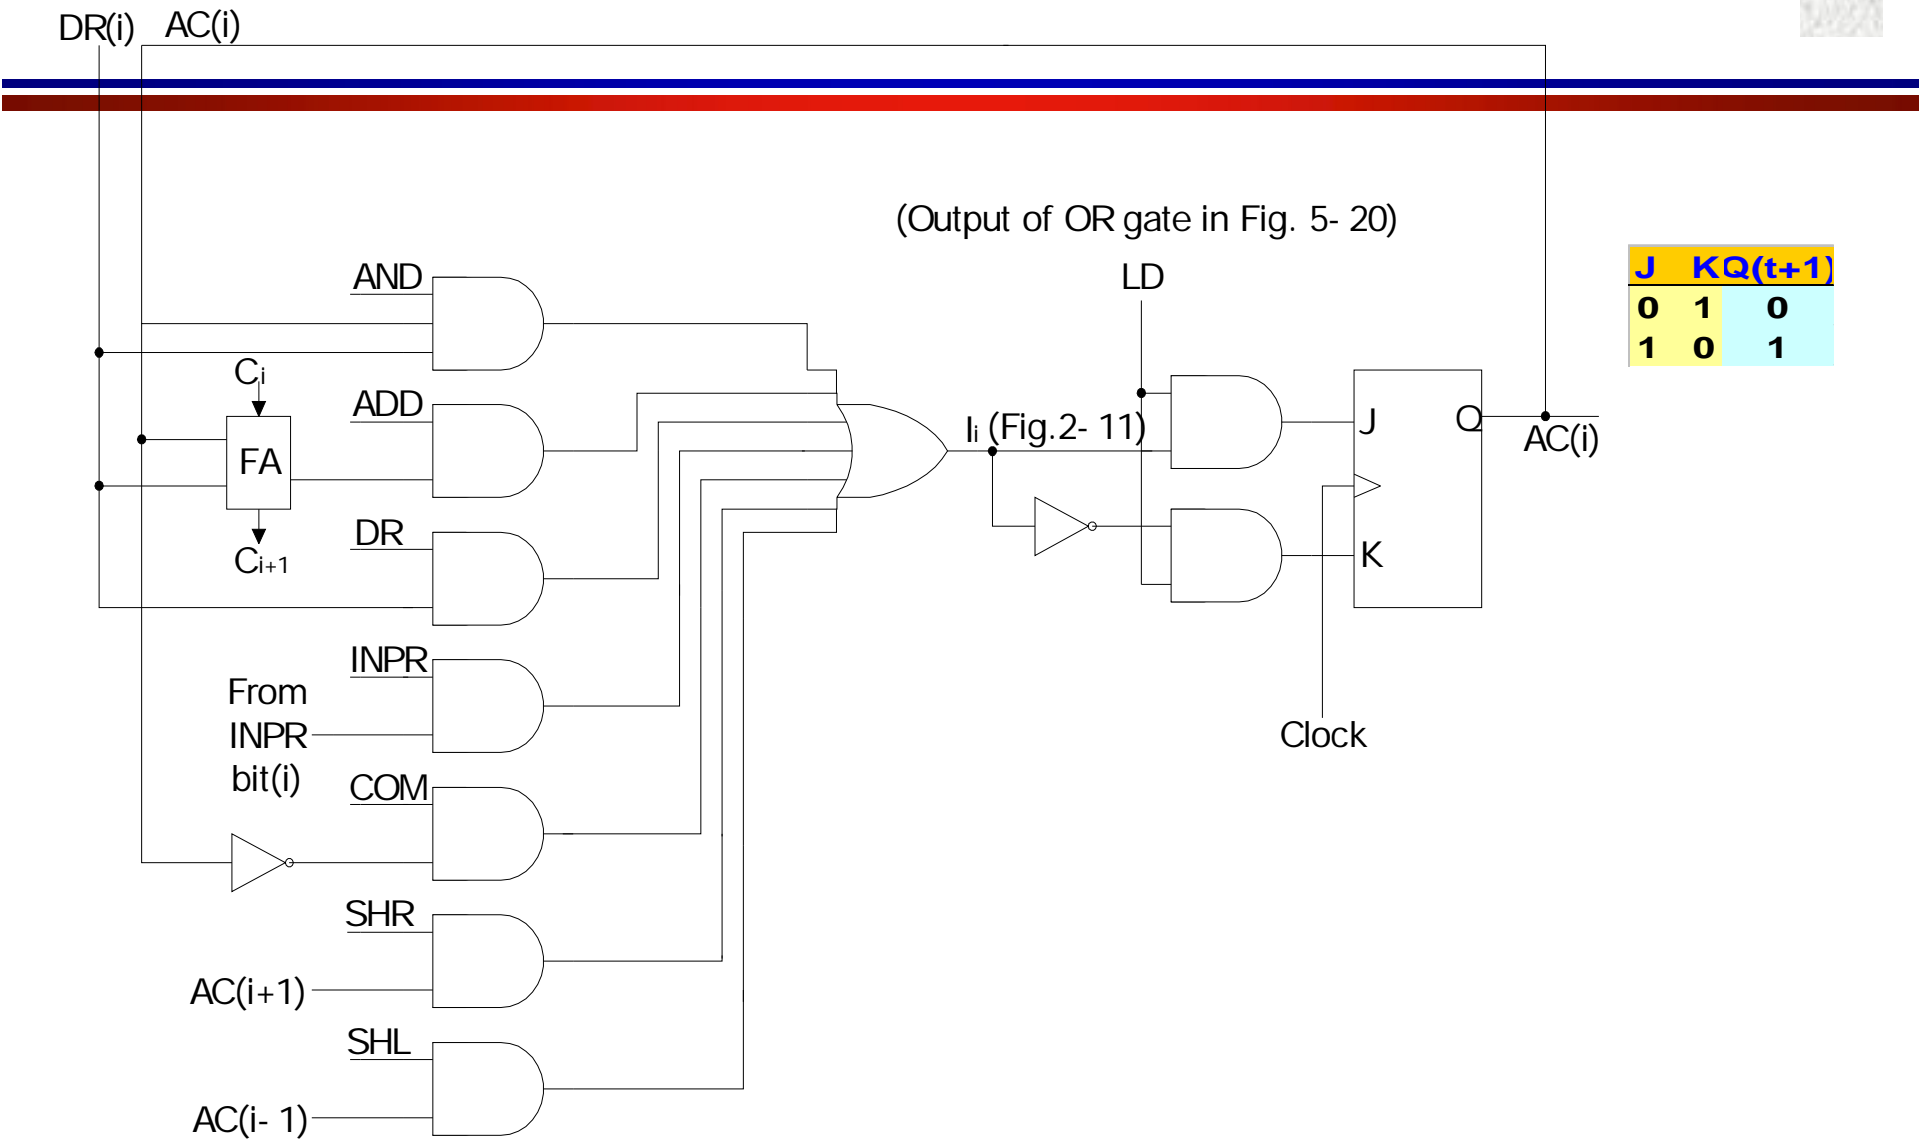 DR(i) AC(i)
(Output of OR gate in Fig. 5- 20)
AND
LD
J K Q(t+1)
0 1 0
1 0 1
Ci
ADD
FA
Ii (Fig.2- 11)
J
Q
AC(i)
Ci+1
DR
K
INPR
From
INPR
bit(i)
Clock
COM
SHR
AC(i+1)
SHL
AC(i- 1)